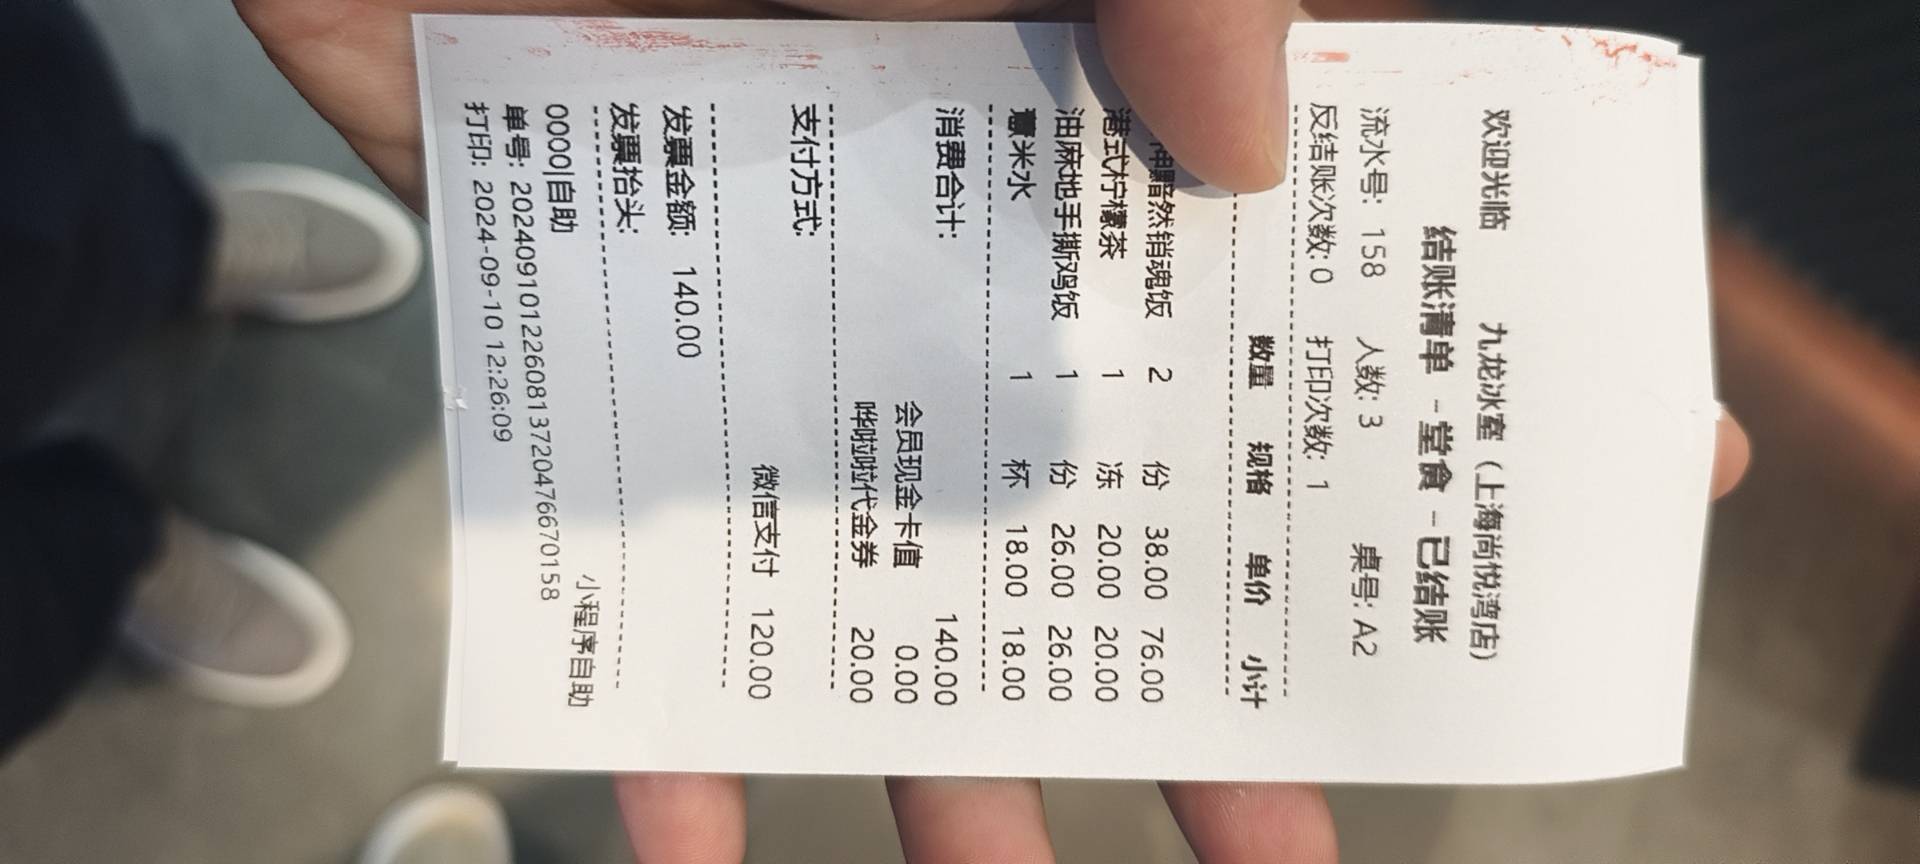 欢迎光临 九龙冰室（上海尚悦湾店）
结账清单 - 堂食 - 已结账
流水号: 158 人数: 3 桌号: A2
反结账次数: 0 打印次数: 1
数量 规格 单价 小计
黯然销魂饭 2 份 38.00 76.00
港式柠檬茶 1 冻 20.00 20.00
油麻地手撕鸡饭 1 份 26.00 26.00
薏米水 1 杯 18.00 18.00
消费合计: 140.00
会员现金卡值 0.00
哗啦啦代金券 20.00
支付方式:
微信支付 120.00
发票金额: 140.00
发票抬头:
小程序自助
0000|自助
单号: 2024091012260813720476670158
打印: 2024-09-10 12:26:09